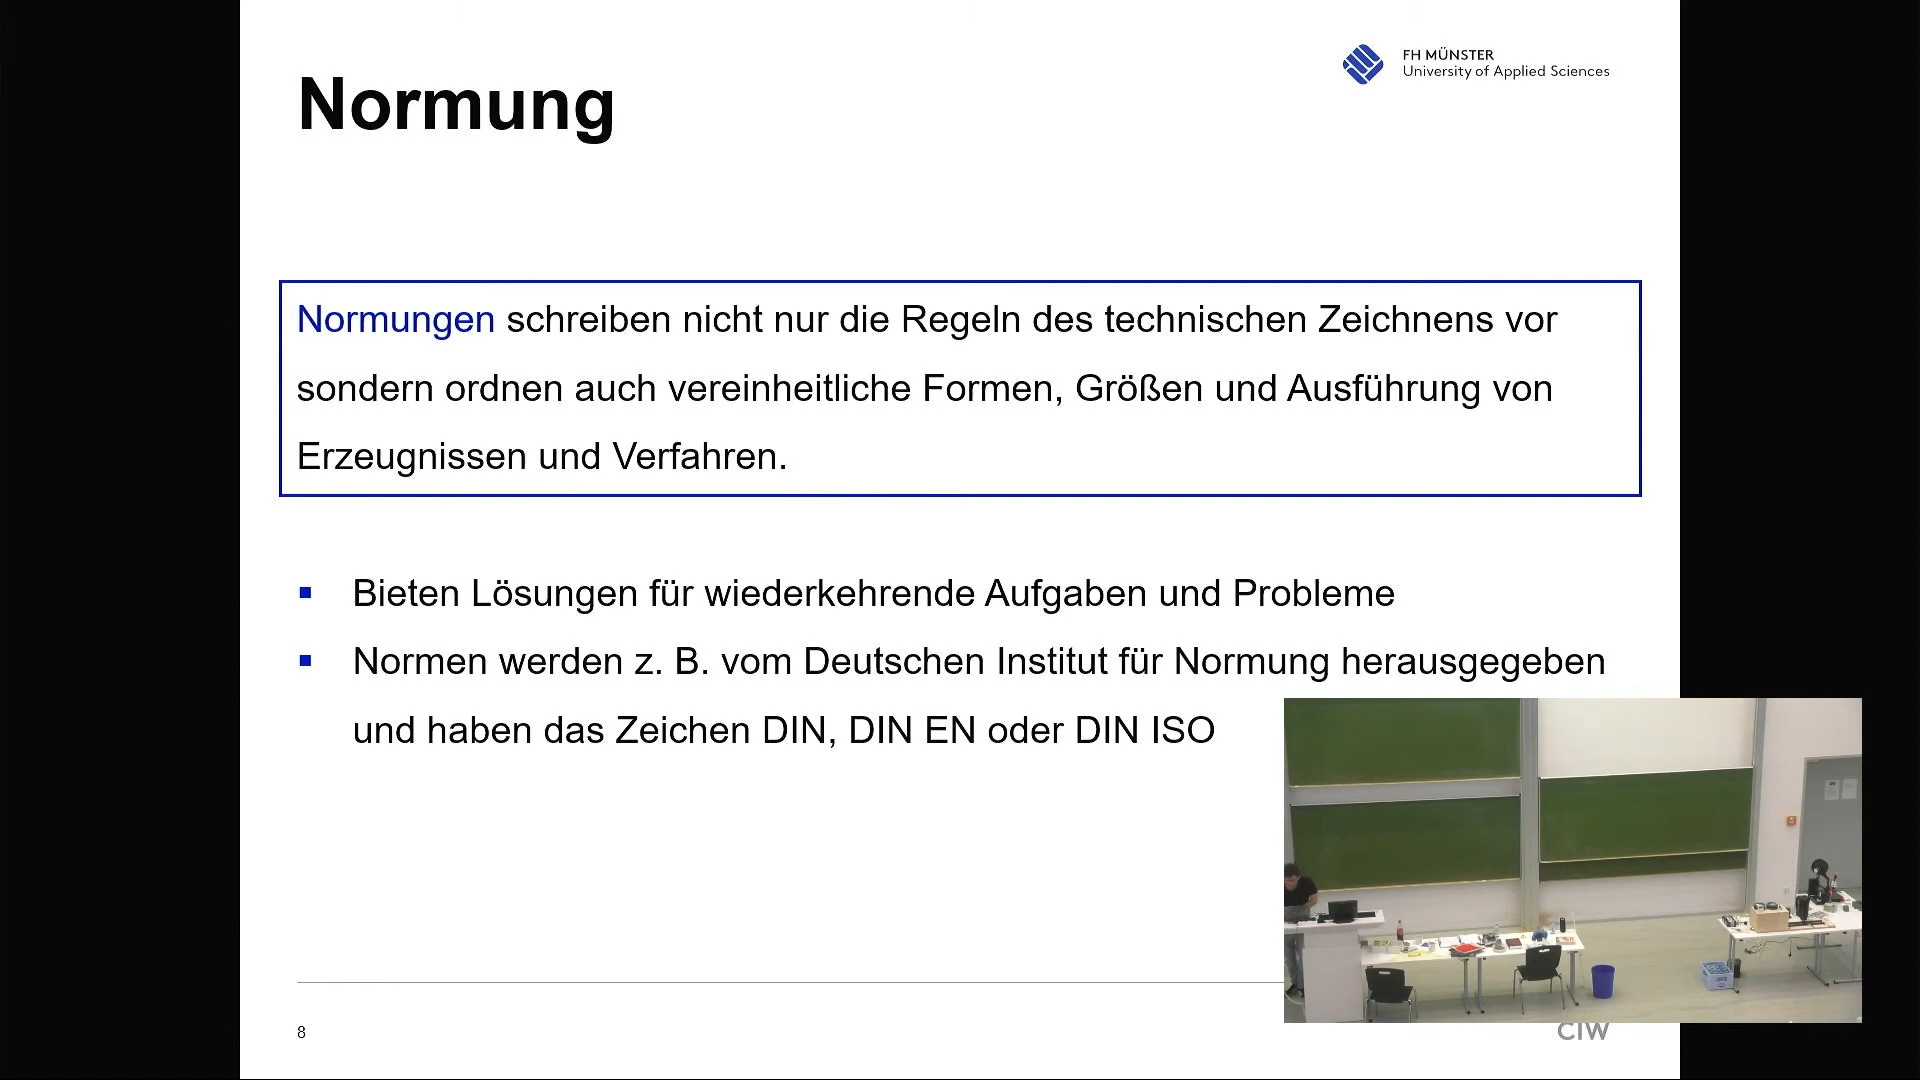 FH MÜNSTER
University of Applied Sciences
Normung
Normungen schreiben nicht nur die Regeln des technischen Zeichnens vor
sondern ordnen auch vereinheitliche Formen, Größen und Ausführung von
Erzeugnissen und Verfahren.
▪ Bieten Lösungen für wiederkehrende Aufgaben und Probleme
▪ Normen werden z. B. vom Deutschen Institut für Normung herausgegeben
und haben das Zeichen DIN, DIN EN oder DIN ISO
8
CIW